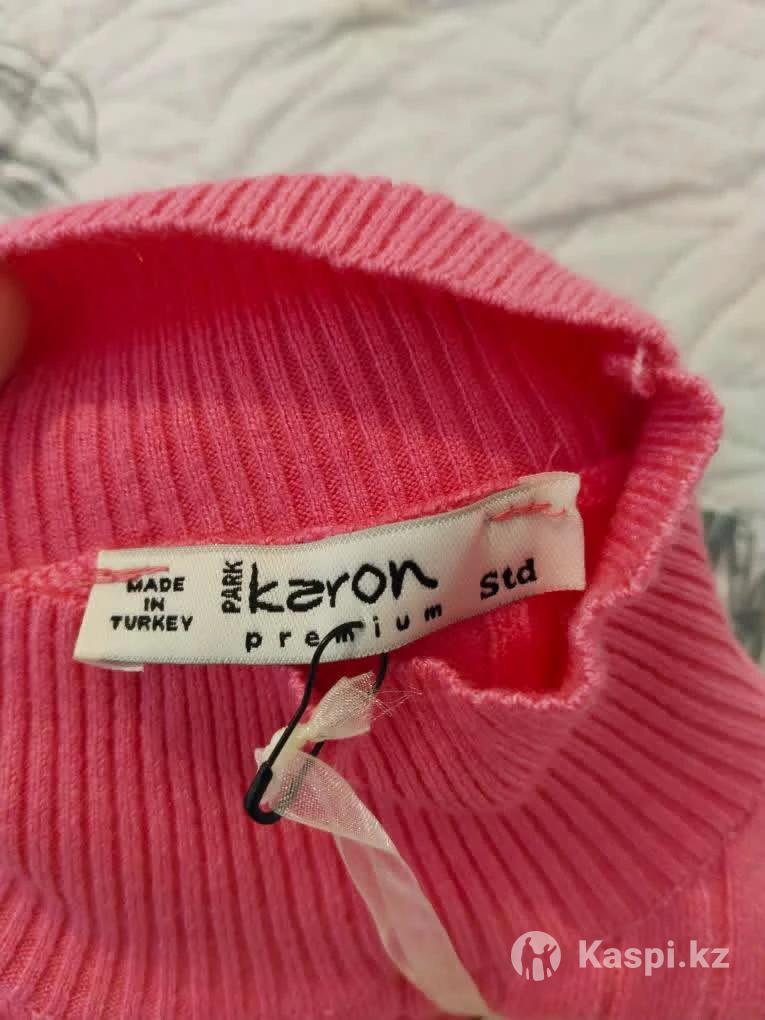 MADE
IN
TURKEY
PARK
karon
premium
Std
Kaspi.kz